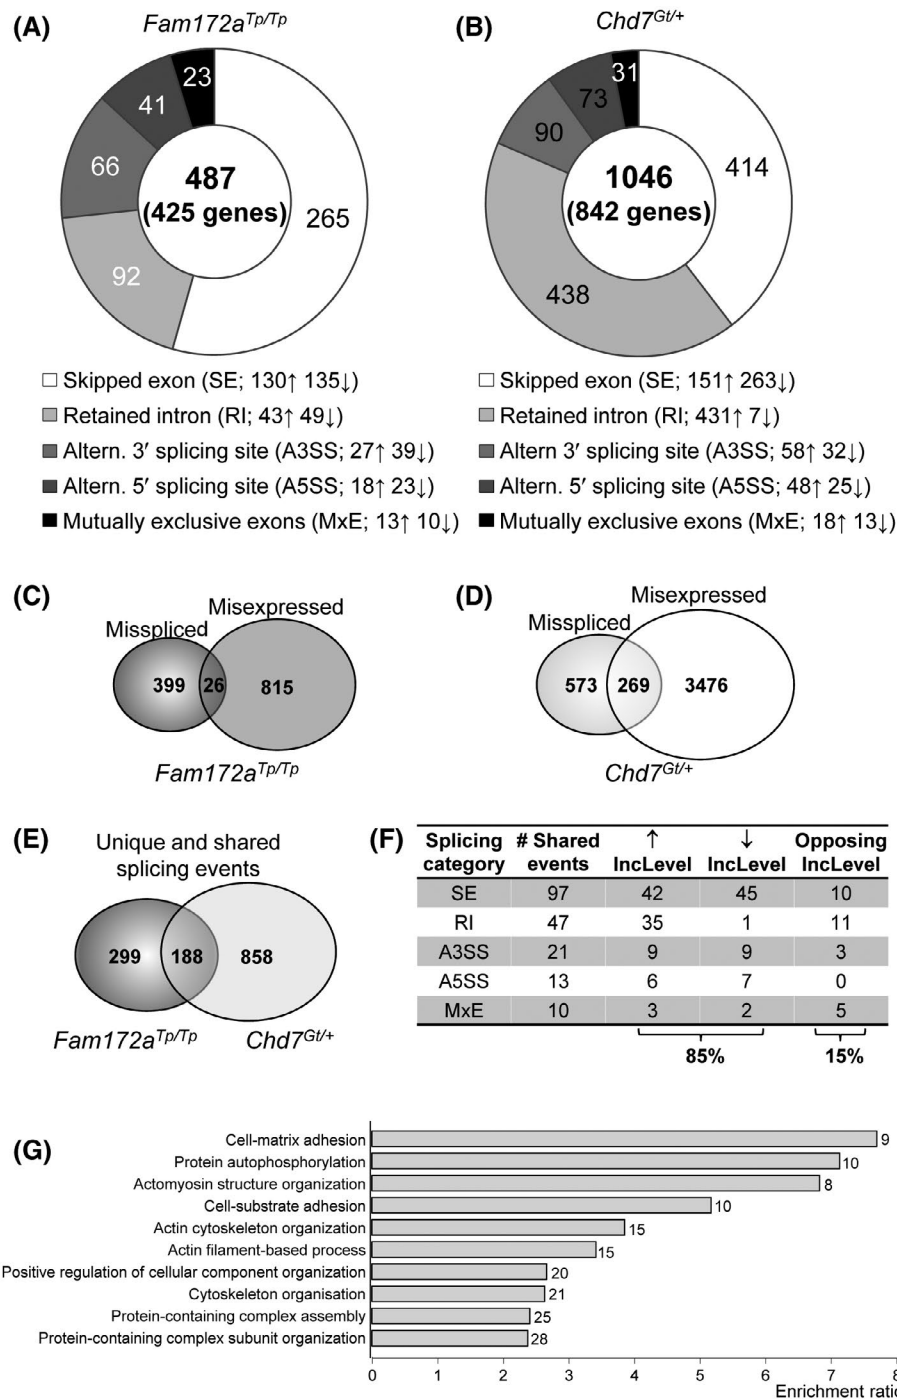 (A)
Fam172a^Tp/Tp
23
41
66
92
265
487
(425 genes)
Skipped exon (SE; 130↑ 135↓)
Retained intron (RI; 43↑ 49↓)
Altern. 3′ splicing site (A3SS; 27↑ 39↓)
Altern. 5′ splicing site (A5SS; 18↑ 23↓)
Mutually exclusive exons (MxE; 13↑ 10↓)
(B)
Chd7^Gt/+
31
73
90
414
438
1046
(842 genes)
Skipped exon (SE; 151↑ 263↓)
Retained intron (RI; 431↑ 7↓)
Altern 3′ splicing site (A3SS; 58↑ 32↓)
Altern. 5′ splicing site (A5SS; 48↑ 25↓)
Mutually exclusive exons (MxE; 18↑ 13↓)
(C)
Misspliced
Misexpressed
399 26 815
Fam172a^Tp/Tp
(D)
Misspliced
Misexpressed
573 269 3476
Chd7^Gt/+
(E)
Unique and shared
splicing events
299 188 858
Fam172a^Tp/Tp Chd7^Gt/+
(F)
Splicing # Shared ↑ ↓ Opposing
category events IncLevel IncLevel IncLevel
SE 97 42 45 10
RI 47 35 1 11
A3SS 21 9 9 3
A5SS 13 6 7 0
MxE 10 3 2 5
85% 15%
(G)
Cell-matrix adhesion 9
Protein autophosphorylation 10
Actomyosin structure organization 8
Cell-substrate adhesion 10
Actin cytoskeleton organization 15
Actin filament-based process 15
Positive regulation of cellular component organization 20
Cytoskeleton organisation 21
Protein-containing complex assembly 25
Protein-containing complex subunit organization 28
0 1 2 3 4 5 6 7 8
Enrichment ratio